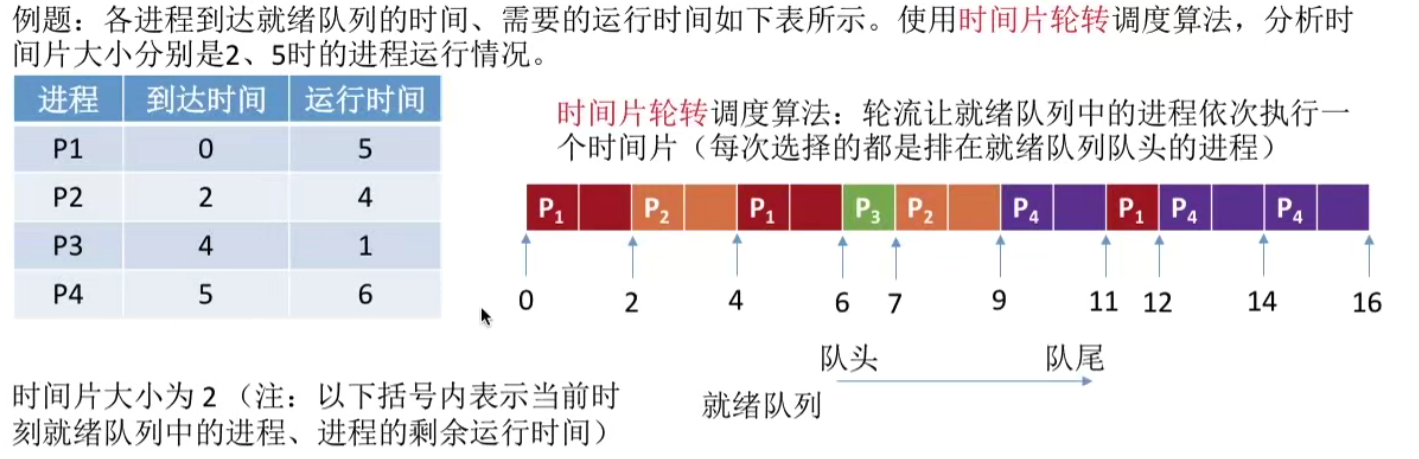 例题：各进程到达就绪队列的时间、需要的运行时间如下表所示。使用时间片轮转调度算法，分析时
间片大小分别是2、5时的进程运行情况。
进程 到达时间 运行时间
P1 0 5
P2 2 4
P3 4 1
P4 5 6
时间片轮转调度算法：轮流让就绪队列中的进程依次执行一
个时间片（每次选择的都是排在就绪队列队头的进程）
P1 P2 P1 P3 P2 P4 P1 P4 P4
0 2 4 6 7 9 11 12 14 16
队头 队尾
就绪队列
时间片大小为 2 （注：以下括号内表示当前时
刻就绪队列中的进程、进程的剩余运行时间）